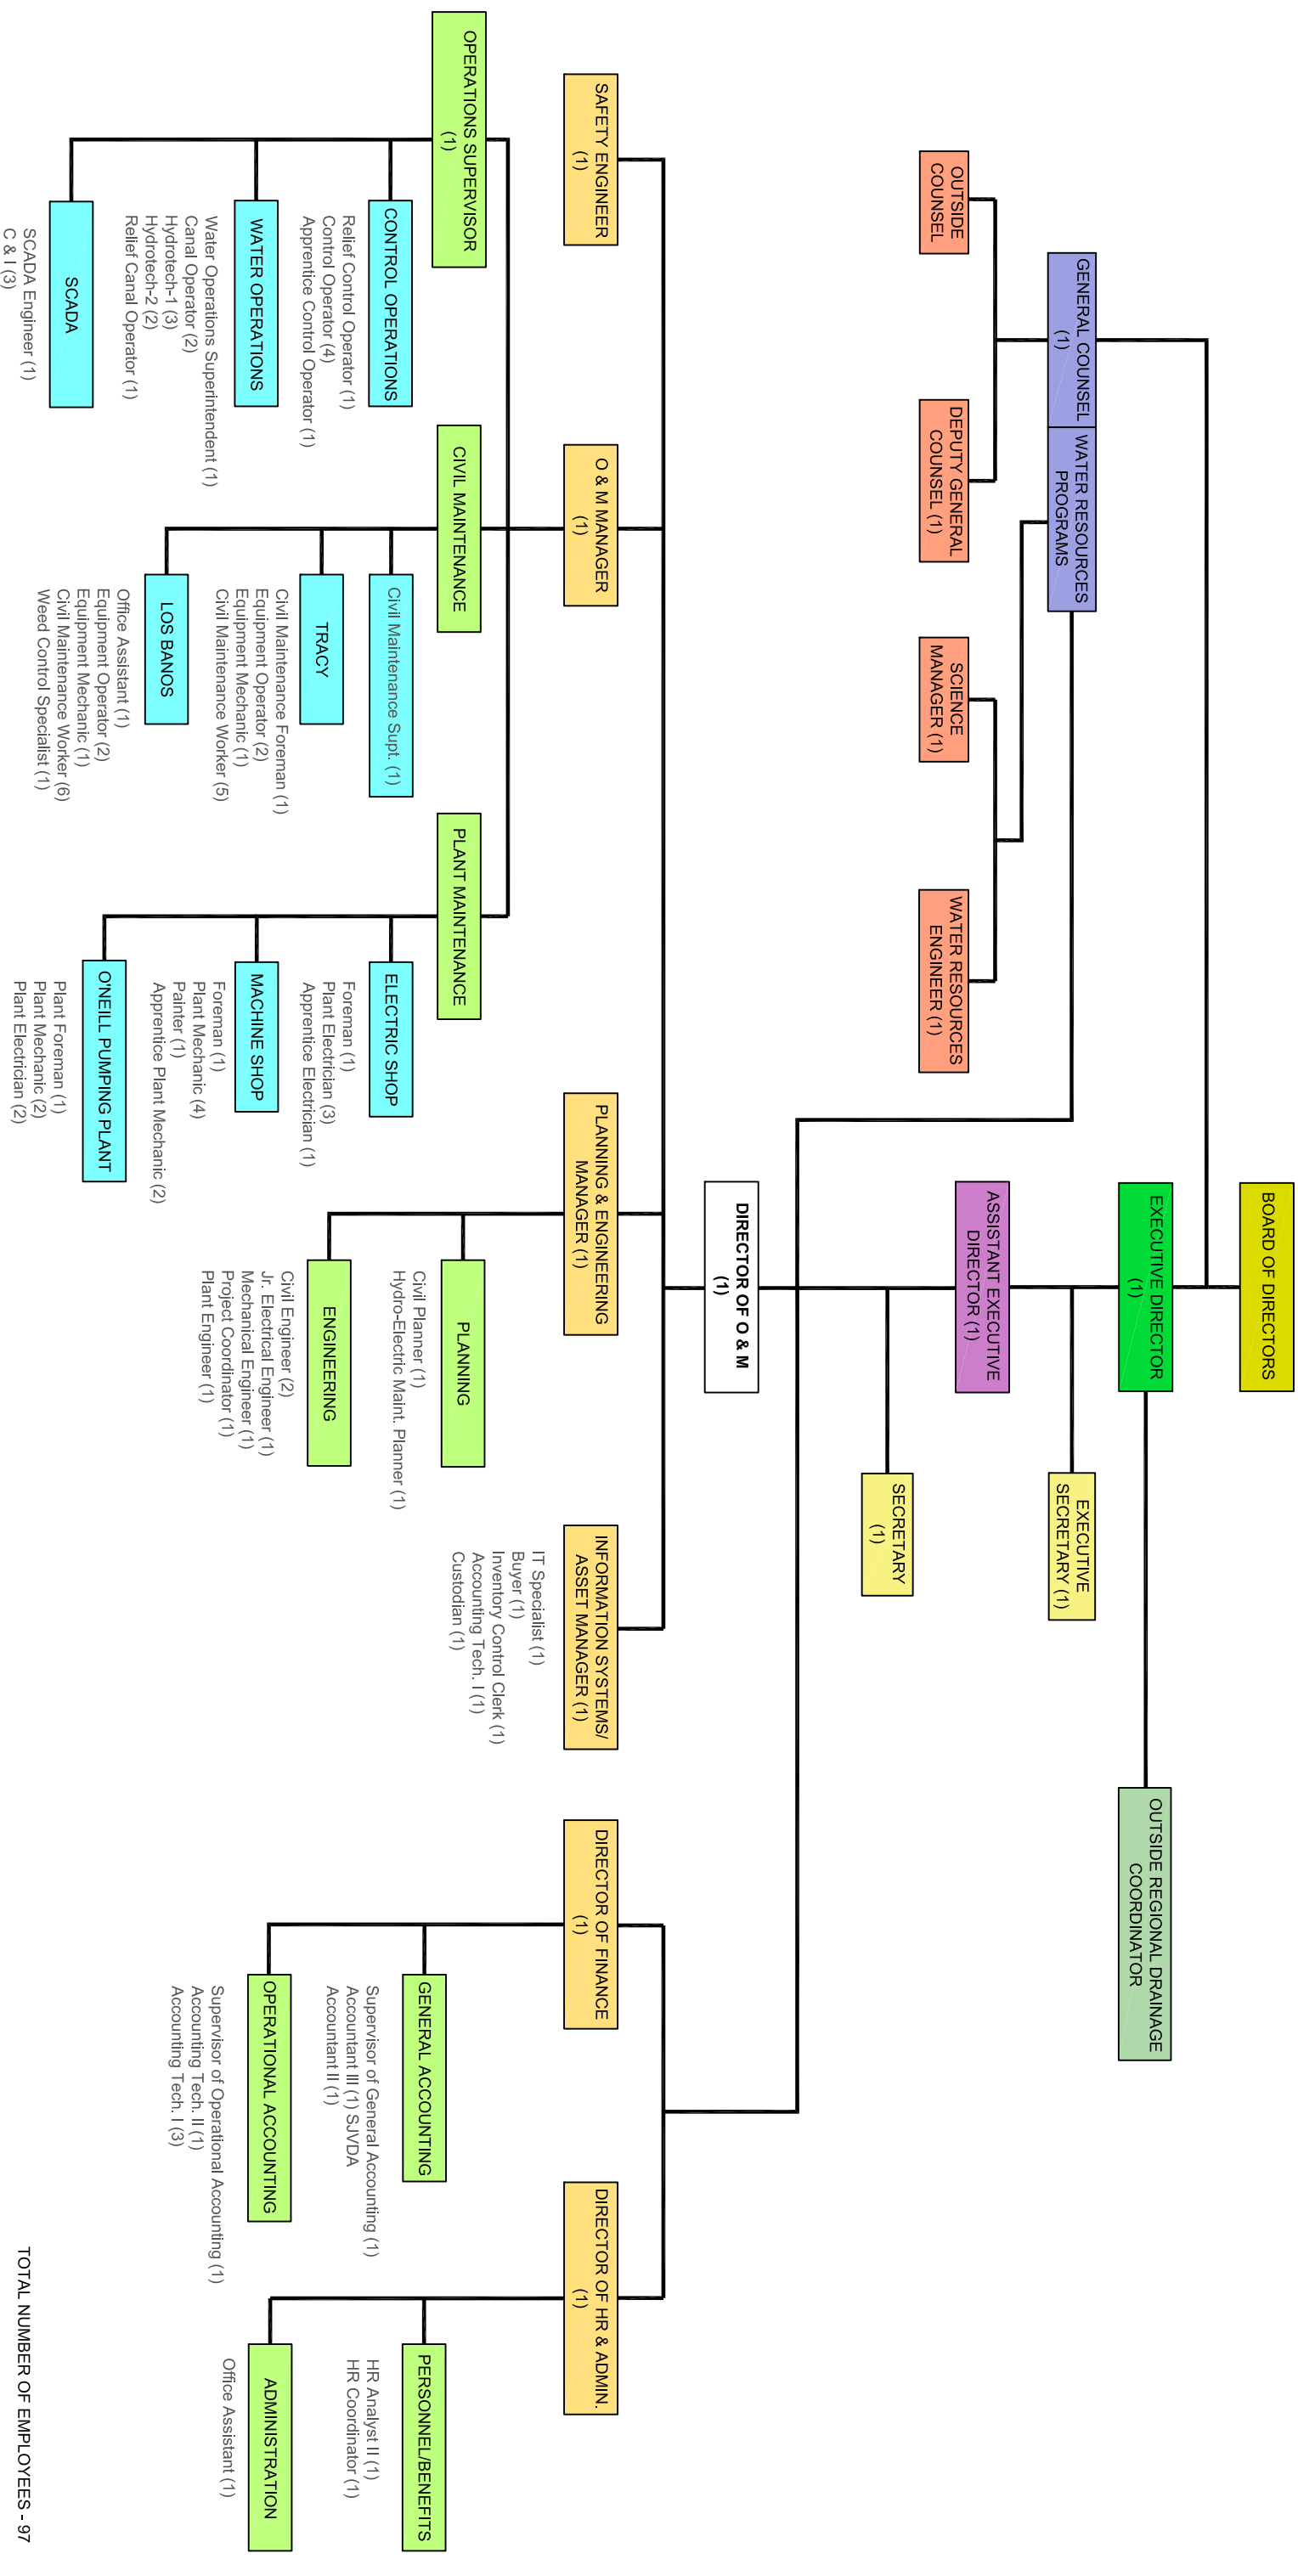 BOARD OF DIRECTORS
EXECUTIVE DIRECTOR
(1)
OUTSIDE REGIONAL DRAINAGE
COORDINATOR
GENERAL COUNSEL
(1)
WATER RESOURCES
PROGRAMS
EXECUTIVE
SECRETARY (1)
ASSISTANT EXECUTIVE
DIRECTOR (1)
OUTSIDE
COUNSEL
DEPUTY GENERAL
COUNSEL (1)
SCIENCE
MANAGER (1)
WATER RESOURCES
ENGINEER (1)
SECRETARY
(1)
DIRECTOR OF O & M
(1)
SAFETY ENGINEER
(1)
O & M MANAGER
(1)
PLANNING & ENGINEERING
MANAGER (1)
INFORMATION SYSTEMS/
ASSET MANAGER (1)
IT Specialist (1)
Buyer (1)
Inventory Control Clerk (1)
Accounting Tech. I (1)
Custodian (1)
DIRECTOR OF FINANCE
(1)
DIRECTOR OF HR & ADMIN.
(1)
OPERATIONS SUPERVISOR
(1)
CONTROL OPERATIONS
Relief Control Operator (1)
Control Operator (4)
Apprentice Control Operator (1)
WATER OPERATIONS
Water Operations Superintendent (1)
Canal Operator (2)
Hydrotech-1 (3)
Hydrotech-2 (2)
Relief Canal Operator (1)
SCADA
SCADA Engineer (1)
C & I (3)
CIVIL MAINTENANCE
Civil Maintenance Supt. (1)
TRACY
Civil Maintenance Foreman (1)
Equipment Operator (2)
Equipment Mechanic (1)
Civil Maintenance Worker (5)
LOS BANOS
Office Assistant (1)
Equipment Operator (2)
Equipment Mechanic (1)
Civil Maintenance Worker (6)
Weed Control Specialist (1)
PLANT MAINTENANCE
ELECTRIC SHOP
Foreman (1)
Plant Electrician (3)
Apprentice Electrician (1)
MACHINE SHOP
Foreman (1)
Plant Mechanic (4)
Painter (1)
Apprentice Plant Mechanic (2)
O'NEILL PUMPING PLANT
Plant Foreman (1)
Plant Mechanic (2)
Plant Electrician (2)
PLANNING
Civil Planner (1)
Hydro-Electric Maint. Planner (1)
ENGINEERING
Civil Engineer (2)
Jr. Electrical Engineer (1)
Mechanical Engineer (1)
Project Coordinator (1)
Plant Engineer (1)
GENERAL ACCOUNTING
Supervisor of General Accounting (1)
Accountant III (1) SJVDA
Accountant II (1)
OPERATIONAL ACCOUNTING
Supervisor of Operational Accounting (1)
Accounting Tech. II (1)
Accounting Tech. I (3)
PERSONNEL/BENEFITS
HR Analyst II (1)
HR Coordinator (1)
ADMINISTRATION
Office Assistant (1)
TOTAL NUMBER OF EMPLOYEES - 97